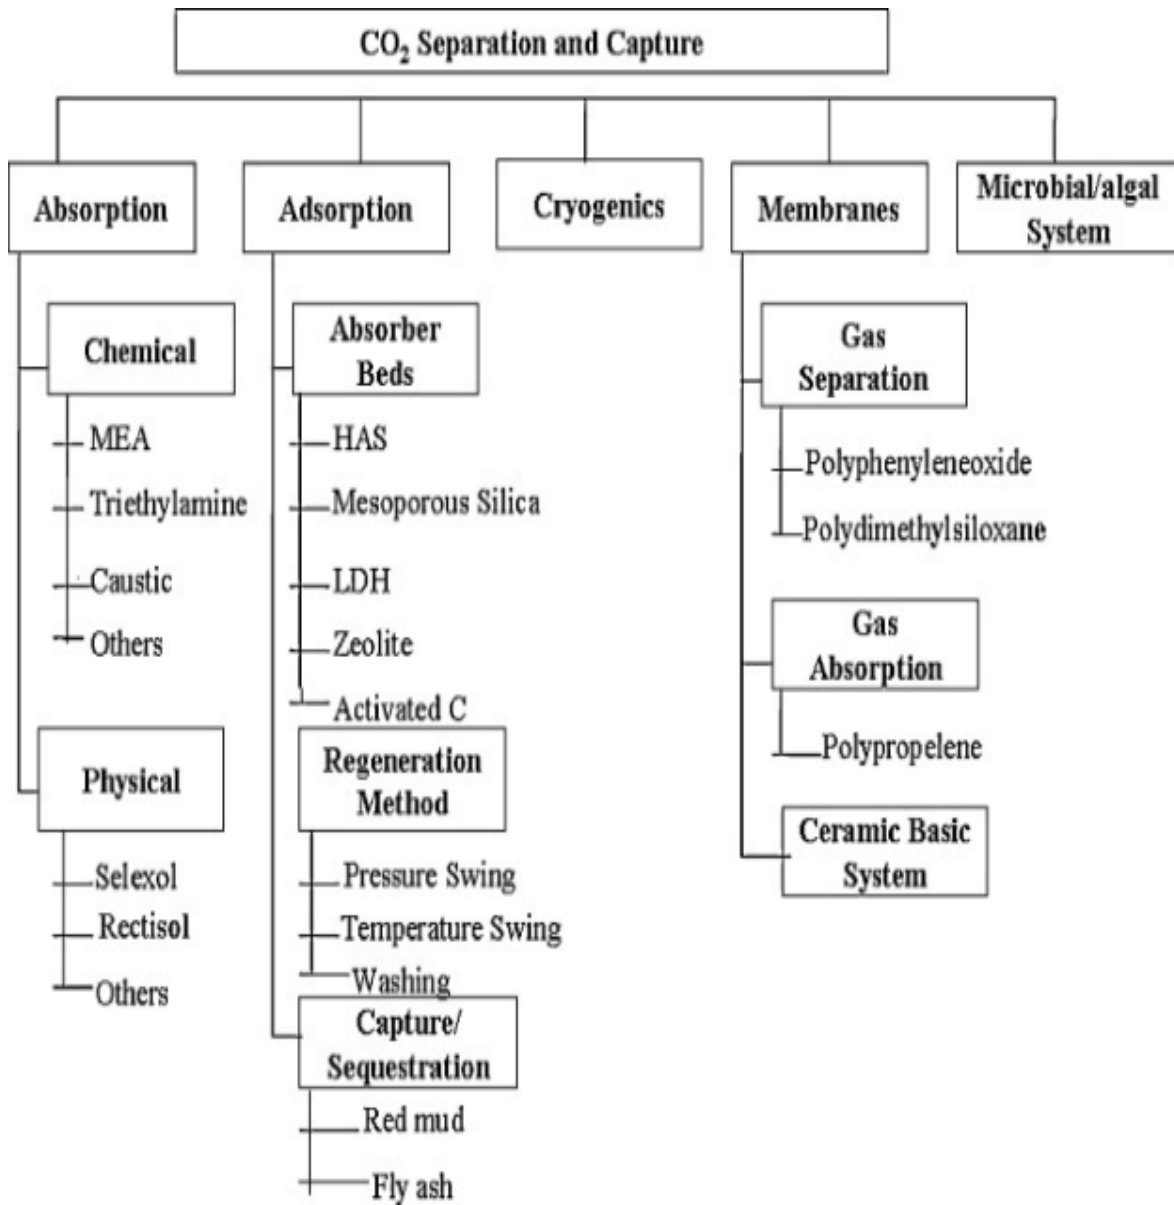 CO₂ Separation and Capture
Absorption
Adsorption
Cryogenics
Membranes
Microbial/algal
System
Chemical
MEA
Triethylamine
Caustic
Others
Physical
Selexol
Rectisol
Others
Absorber
Beds
HAS
Mesoporous Silica
LDH
Zeolite
Activated C
Regeneration
Method
Pressure Swing
Temperature Swing
Washing
Capture/
Sequestration
Red mud
Fly ash
Gas
Separation
Polyphenyleneoxide
Polydimethylsiloxane
Gas
Absorption
Polypropelene
Ceramic Basic
System